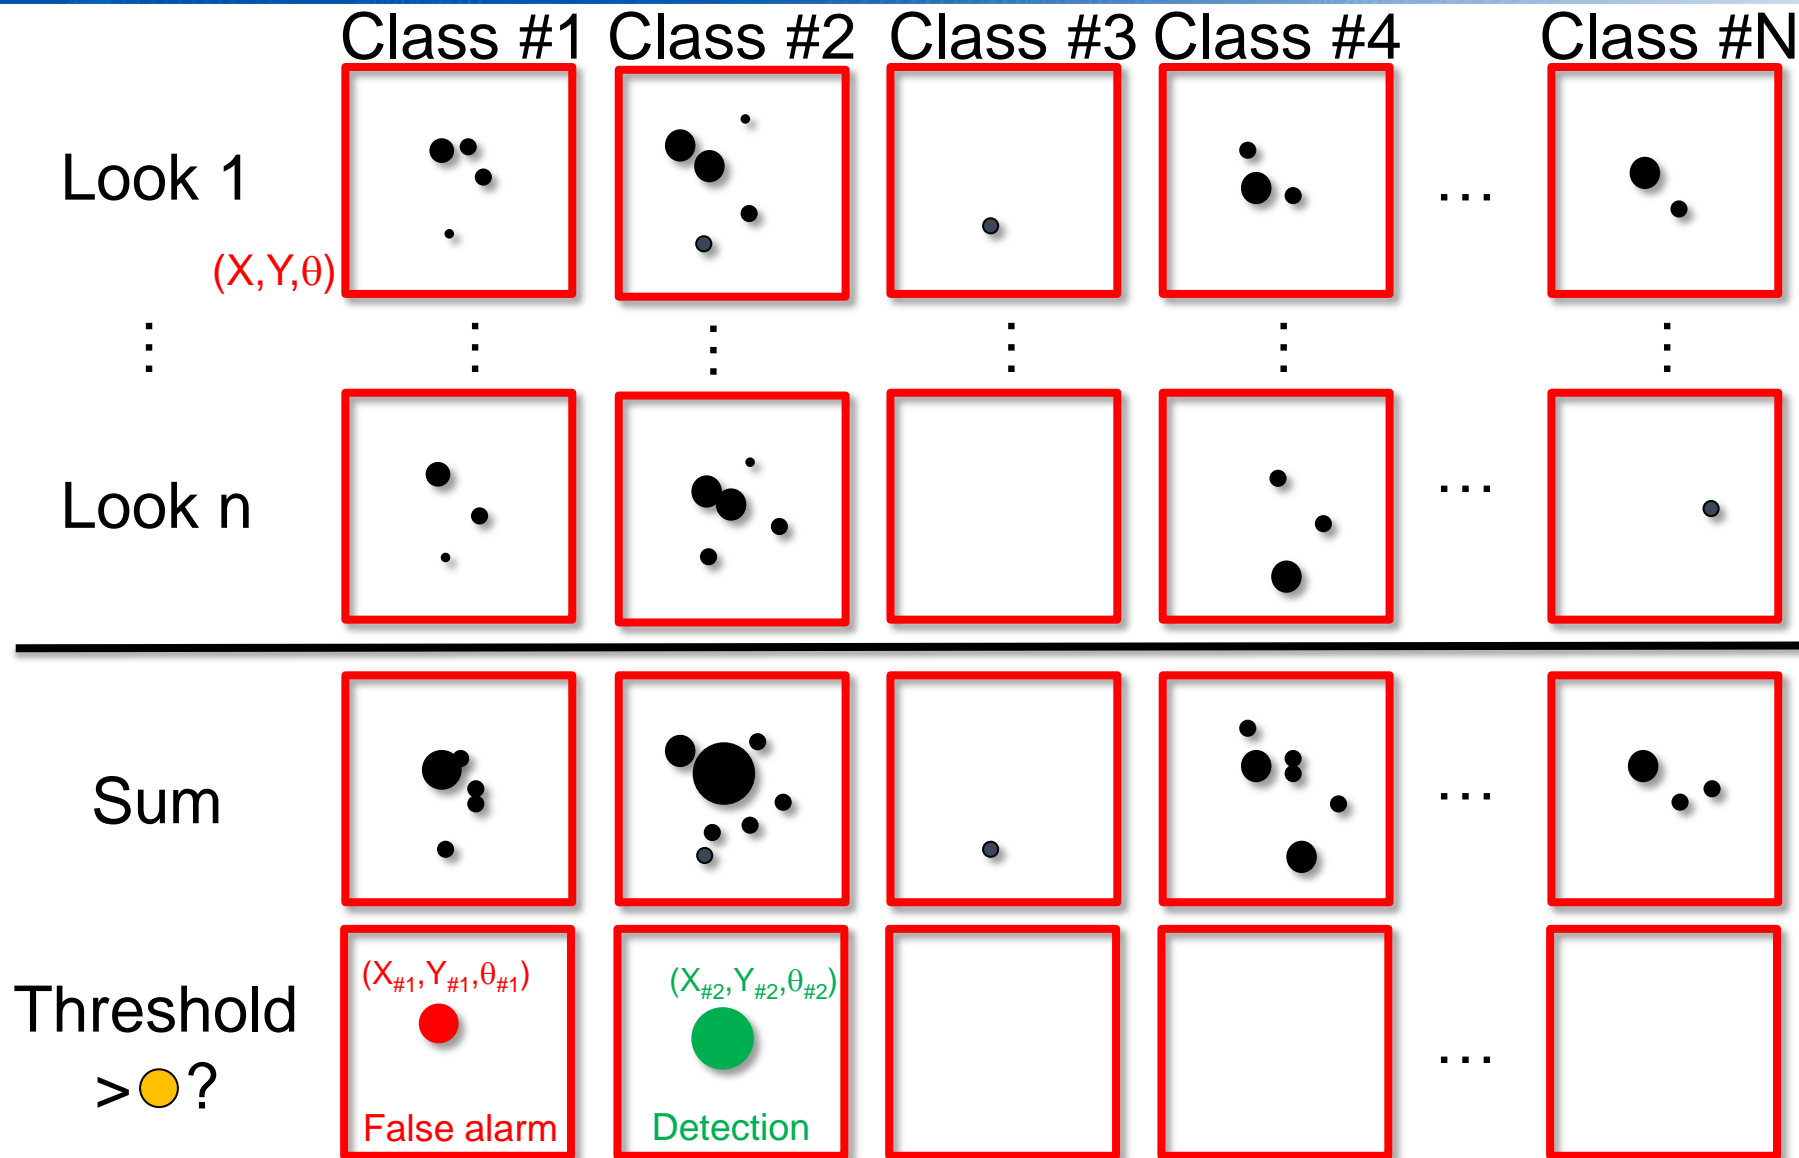 Class #1 Class #2 Class #3 Class #4 Class #N
Look 1 ...
(X,Y,θ)
⋮ ⋮ ⋮ ⋮ ⋮ ⋮
Look n ...
Sum ...
(X#1,Y#1,θ#1) (X#2,Y#2,θ#2)
Threshold
...
> ?
False alarm Detection